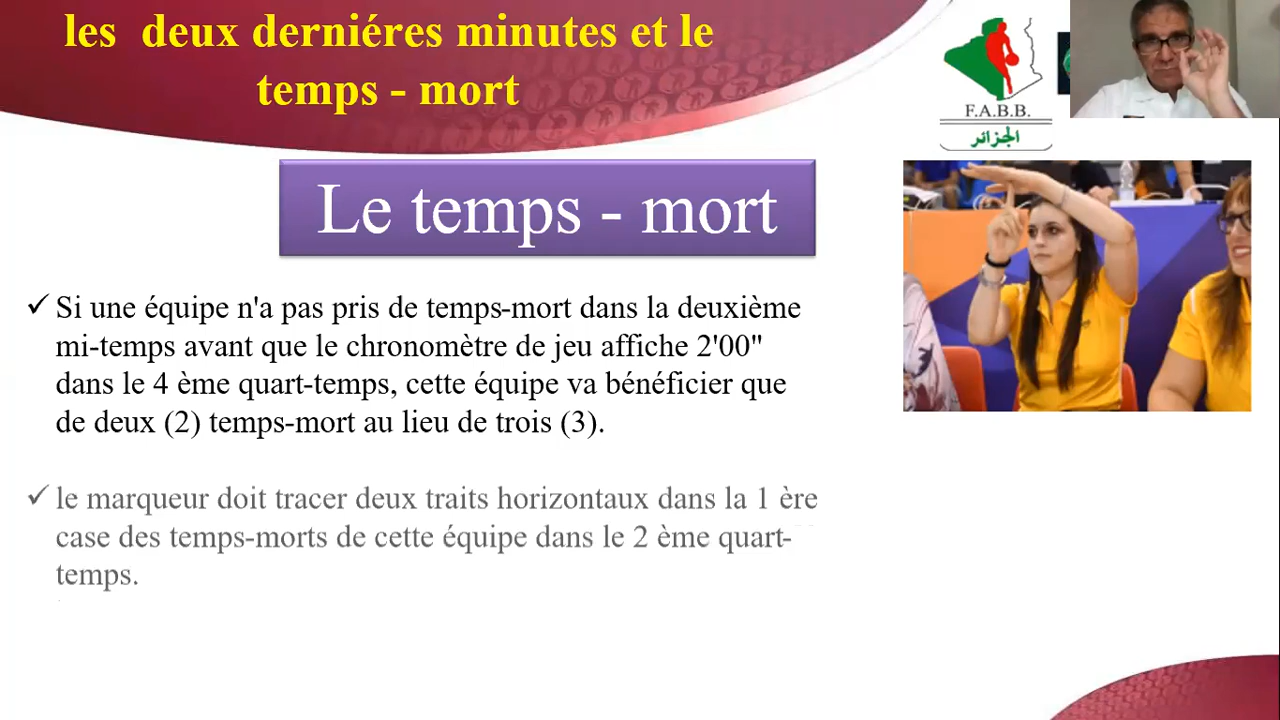 les deux derniéres minutes et le
temps - mort
F.A.B.B.
الجزائر
Le temps - mort
✓ Si une équipe n'a pas pris de temps-mort dans la deuxième
mi-temps avant que le chronomètre de jeu affiche 2'00"
dans le 4 ème quart-temps, cette équipe va bénéficier que
de deux (2) temps-mort au lieu de trois (3).
✓ le marqueur doit tracer deux traits horizontaux dans la 1 ère
case des temps-morts de cette équipe dans le 2 ème quart-
temps.